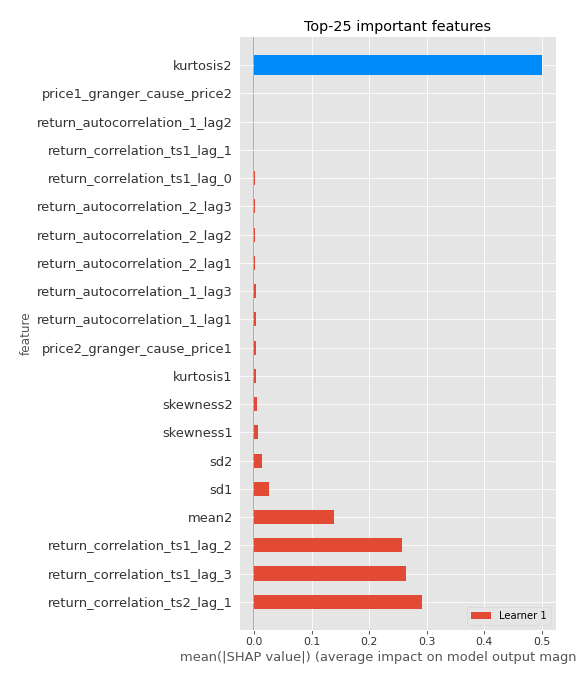 Top-25 important features
kurtosis2
price1_granger_cause_price2
return_autocorrelation_1_lag2
return_correlation_ts1_lag_1
return_correlation_ts1_lag_0
return_autocorrelation_2_lag3
return_autocorrelation_2_lag2
return_autocorrelation_2_lag1
return_autocorrelation_1_lag3
return_autocorrelation_1_lag1
price2_granger_cause_price1
kurtosis1
skewness2
skewness1
sd2
sd1
mean2
return_correlation_ts1_lag_2
return_correlation_ts1_lag_3
return_correlation_ts2_lag_1
feature
Learner 1
0.0 0.1 0.2 0.3 0.4 0.5
mean(|SHAP value|) (average impact on model output magn